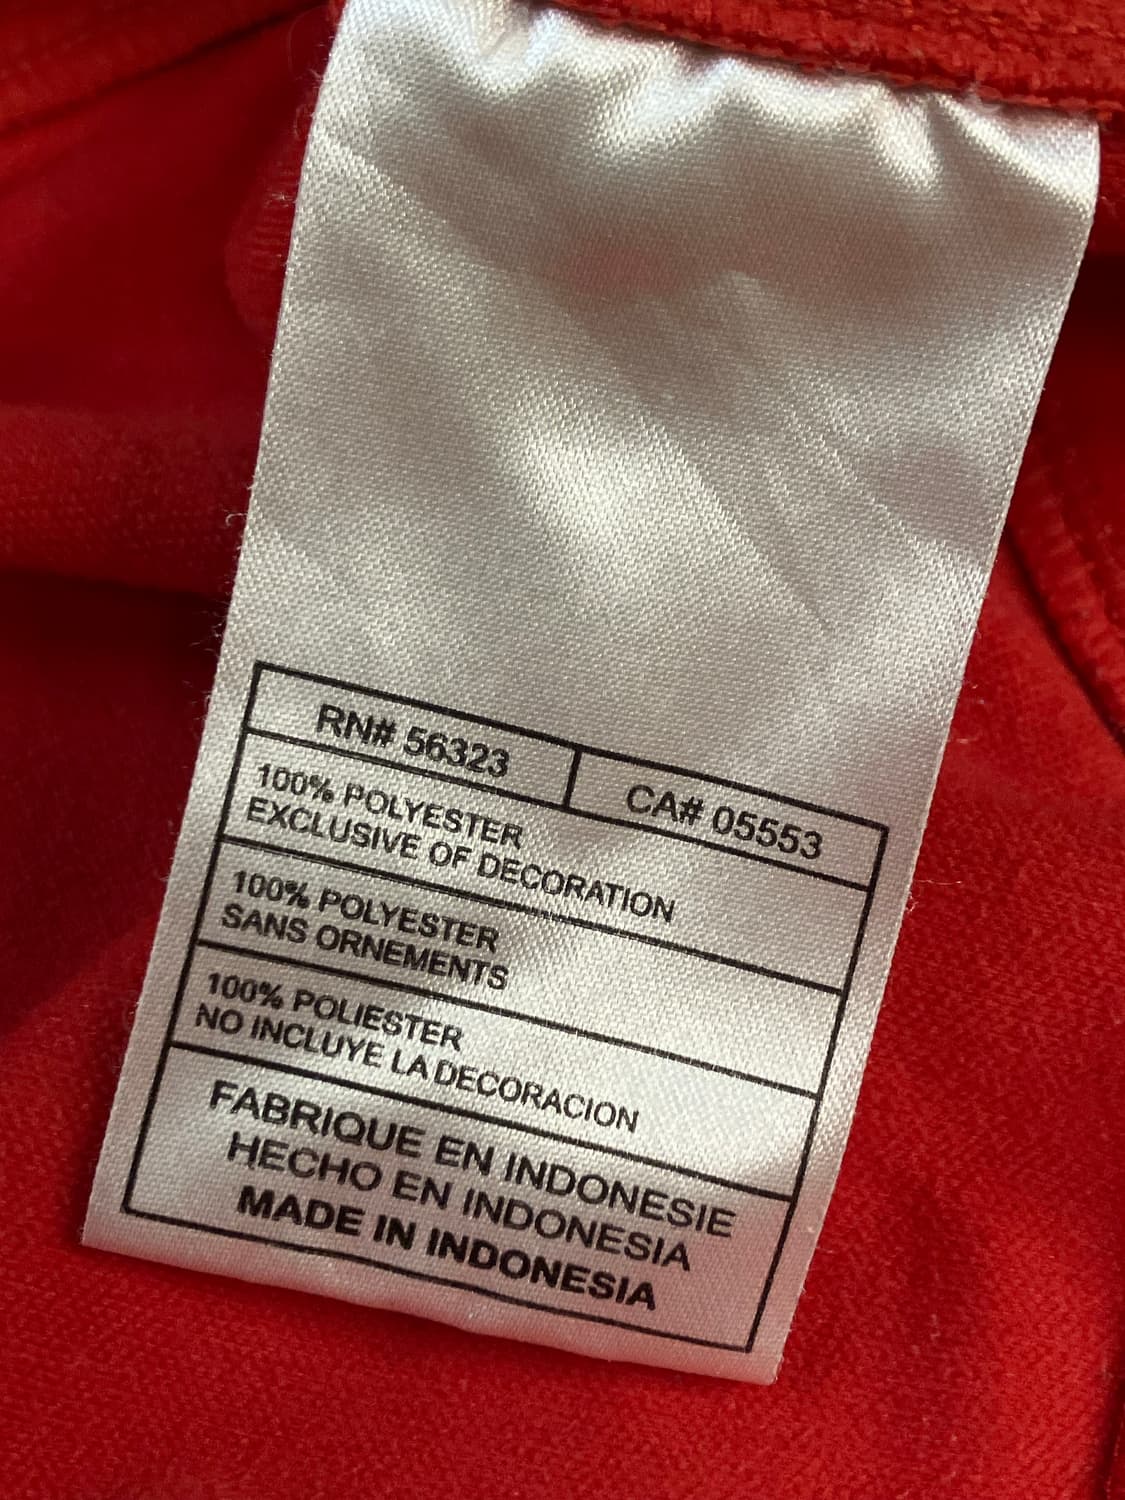 RN# 56323
CA# 05553
100% POLYESTER
EXCLUSIVE OF DECORATION
100% POLYESTER
SANS ORNEMENTS
100% POLIESTER
NO INCLUYE LA DECORACION
FABRIQUE EN INDONESIE
HECHO EN INDONESIA
MADE IN INDONESIA